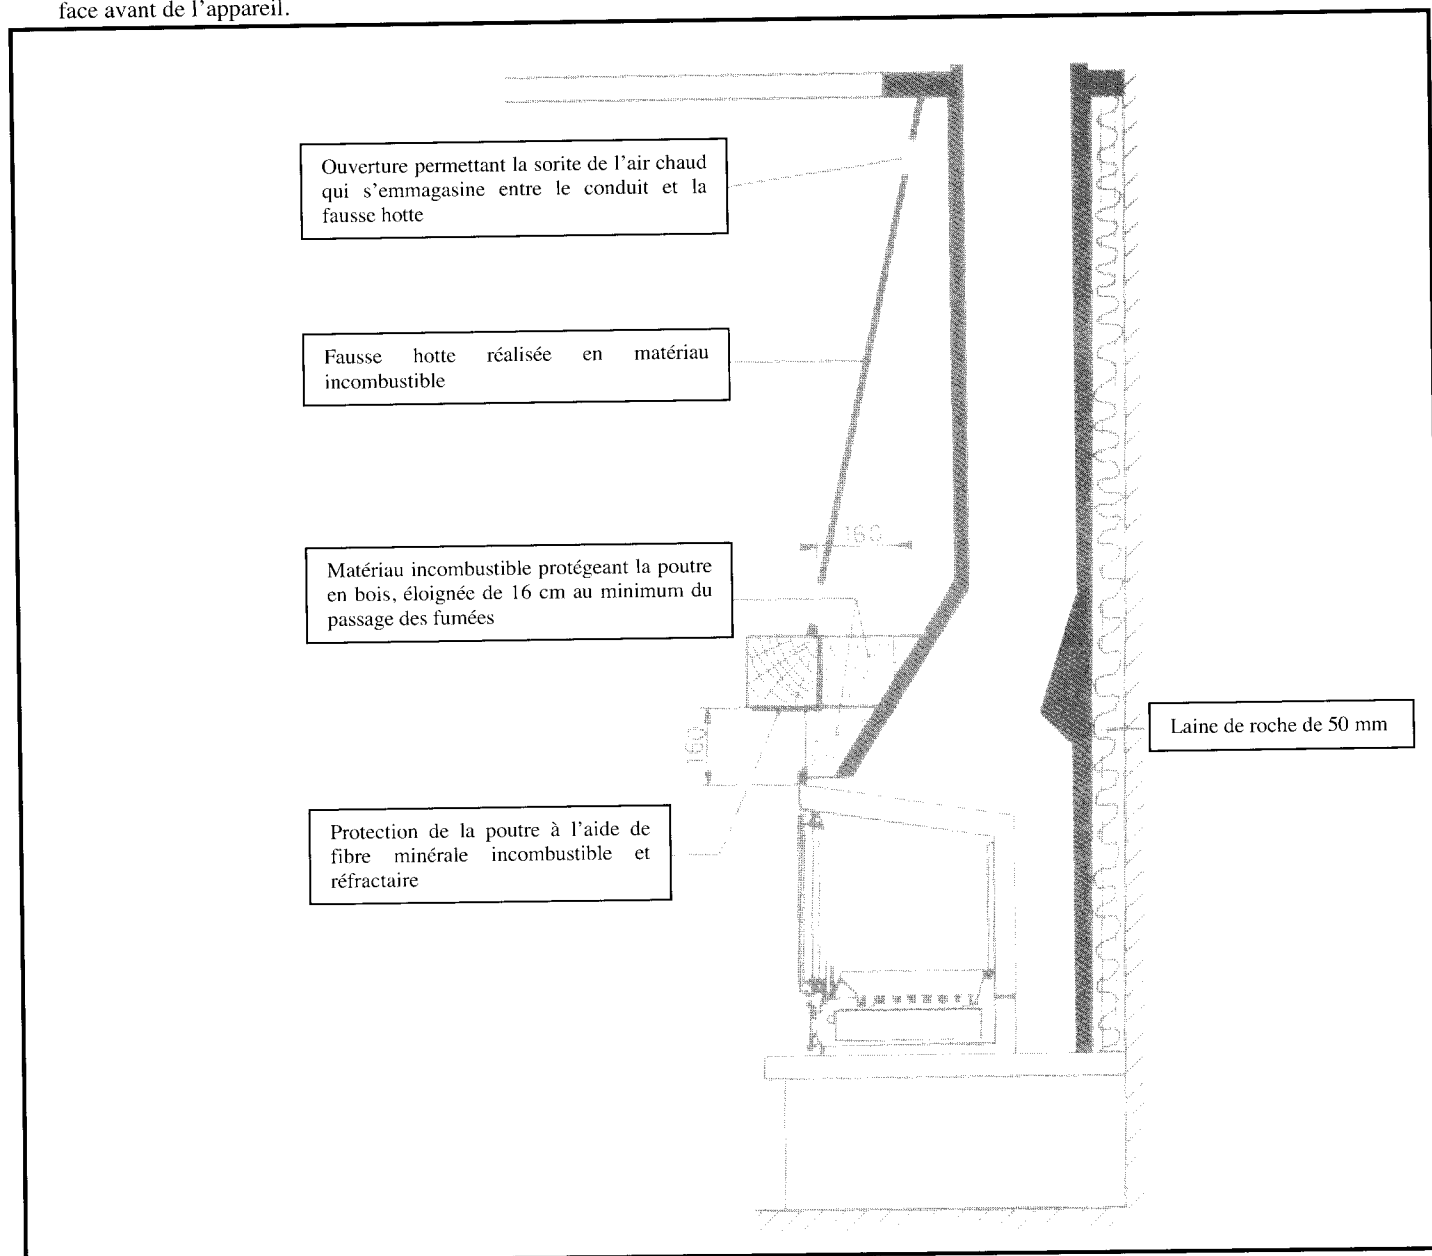 face avant de l'appareil.
Ouverture permettant la sorite de l'air chaud
qui s'emmagasine entre le conduit et la
fausse hotte
Fausse hotte réalisée en matériau
incombustible
160
Matériau incombustible protégeant la poutre
en bois, éloignée de 16 cm au minimum du
passage des fumées
160
Laine de roche de 50 mm
Protection de la poutre à l'aide de
fibre minérale incombustible et
réfractaire